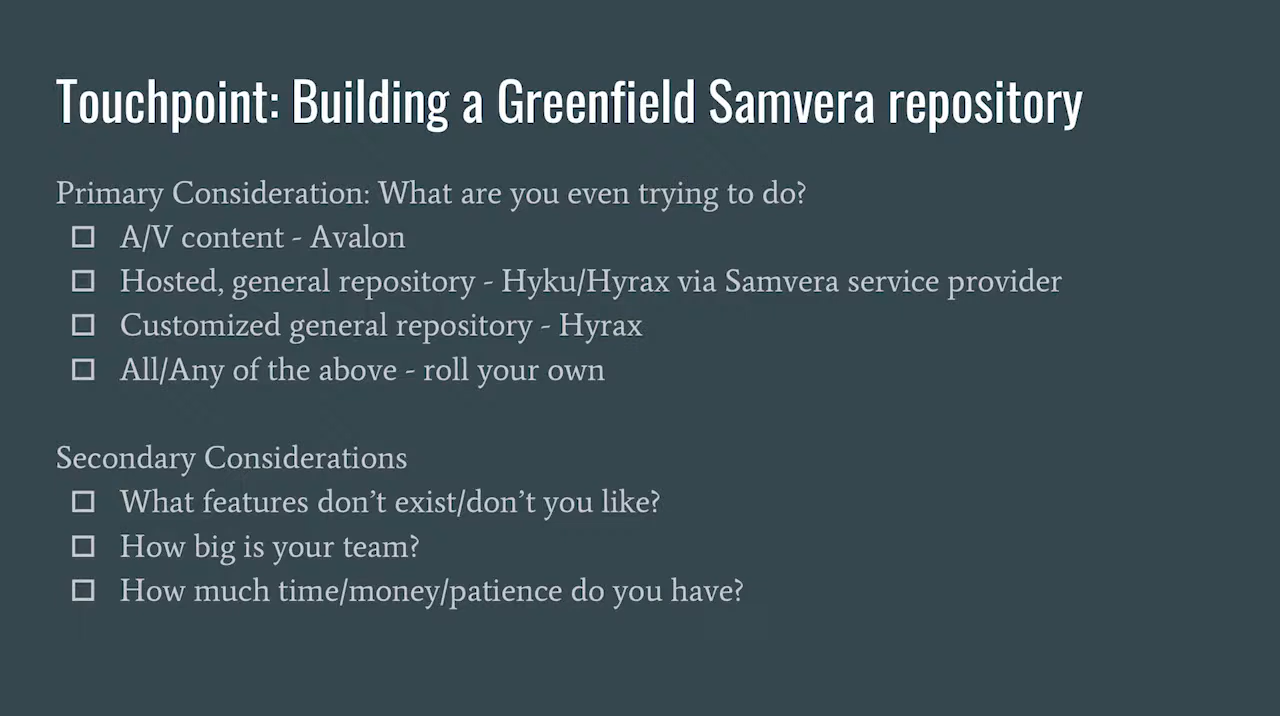 Touchpoint: Building a Greenfield Samvera repository
Primary Consideration: What are you even trying to do?
A/V content - Avalon
Hosted, general repository - Hyku/Hyrax via Samvera service provider
Customized general repository - Hyrax
All/Any of the above - roll your own
Secondary Considerations
What features don’t exist/don’t you like?
How big is your team?
How much time/money/patience do you have?